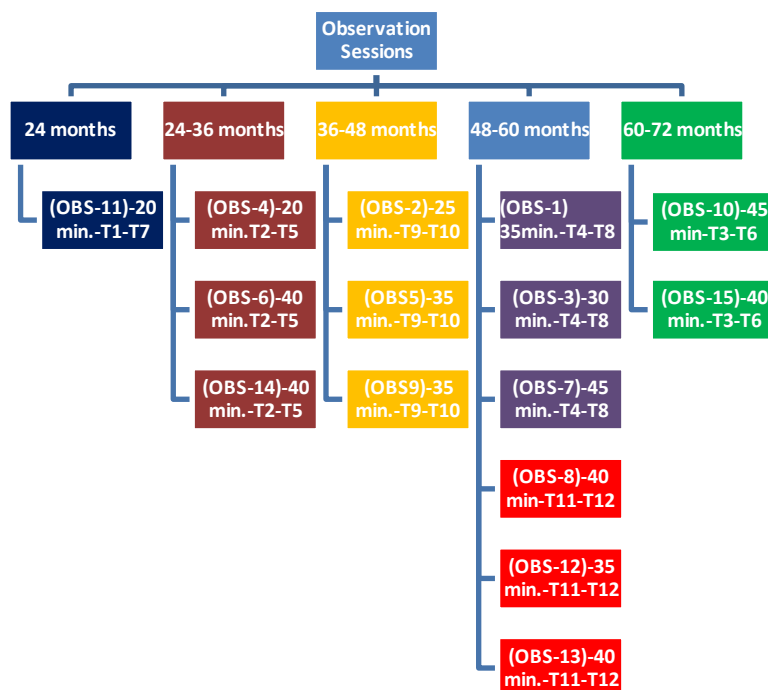 Observation
Sessions
24 months
24-36 months
36-48 months
48-60 months
60-72 months
(OBS-11)-20
min.-T1-T7
(OBS-4)-20
min.T2-T5
(OBS-6)-40
min.T2-T5
(OBS-14)-40
min.-T2-T5
(OBS-2)-25
min.-T9-T10
(OBS5)-35
min.-T9-T10
(OBS9)-35
min.-T9-T10
(OBS-1)
35min.-T4-T8
(OBS-3)-30
min.-T4-T8
(OBS-7)-45
min.-T4-T8
(OBS-8)-40
min-T11-T12
(OBS-12)-35
min.-T11-T12
(OBS-13)-40
min.-T11-T12
(OBS-10)-45
min-T3-T6
(OBS-15)-40
min.-T3-T6